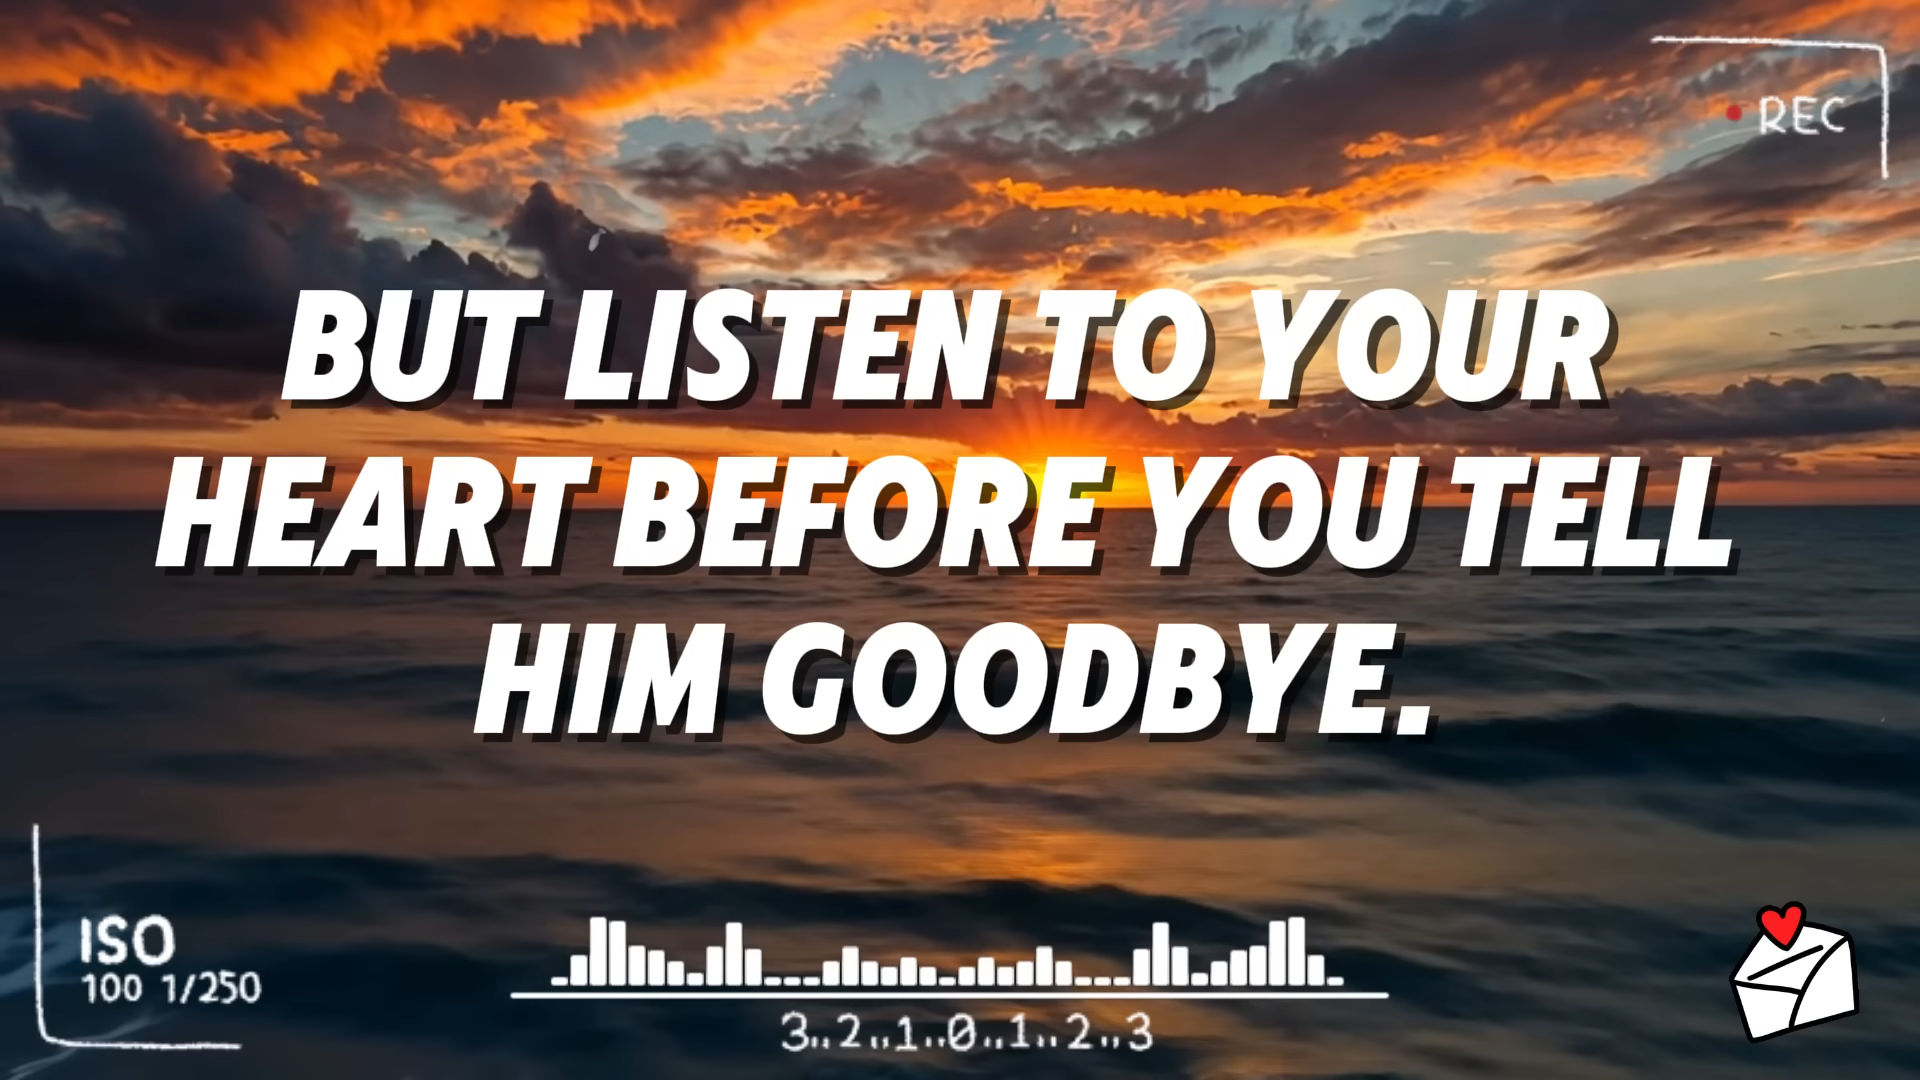 REC
BUT LISTEN TO YOUR
HEART BEFORE YOU TELL
HIM GOODBYE.
ISO
100 1/250
3..2..1..0..1..2..3